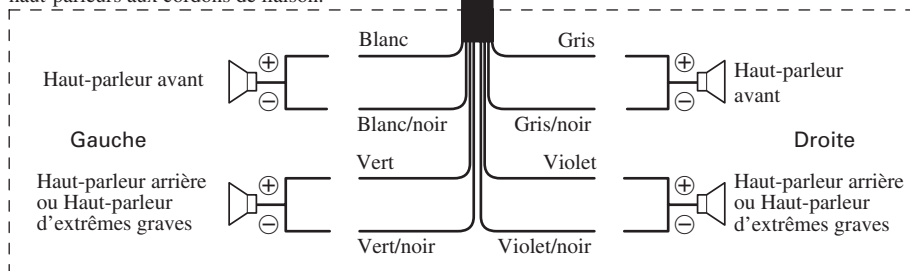 haut-parleurs aux cordons de liaison.
Blanc
Gris
Haut-parleur avant
Haut-parleur
avant
Blanc/noir
Gris/noir
Gauche
Droite
Vert
Violet
Haut-parleur arrière
ou Haut-parleur
d'extrêmes graves
Haut-parleur arrière
ou Haut-parleur
d'extrêmes graves
Vert/noir
Violet/noir